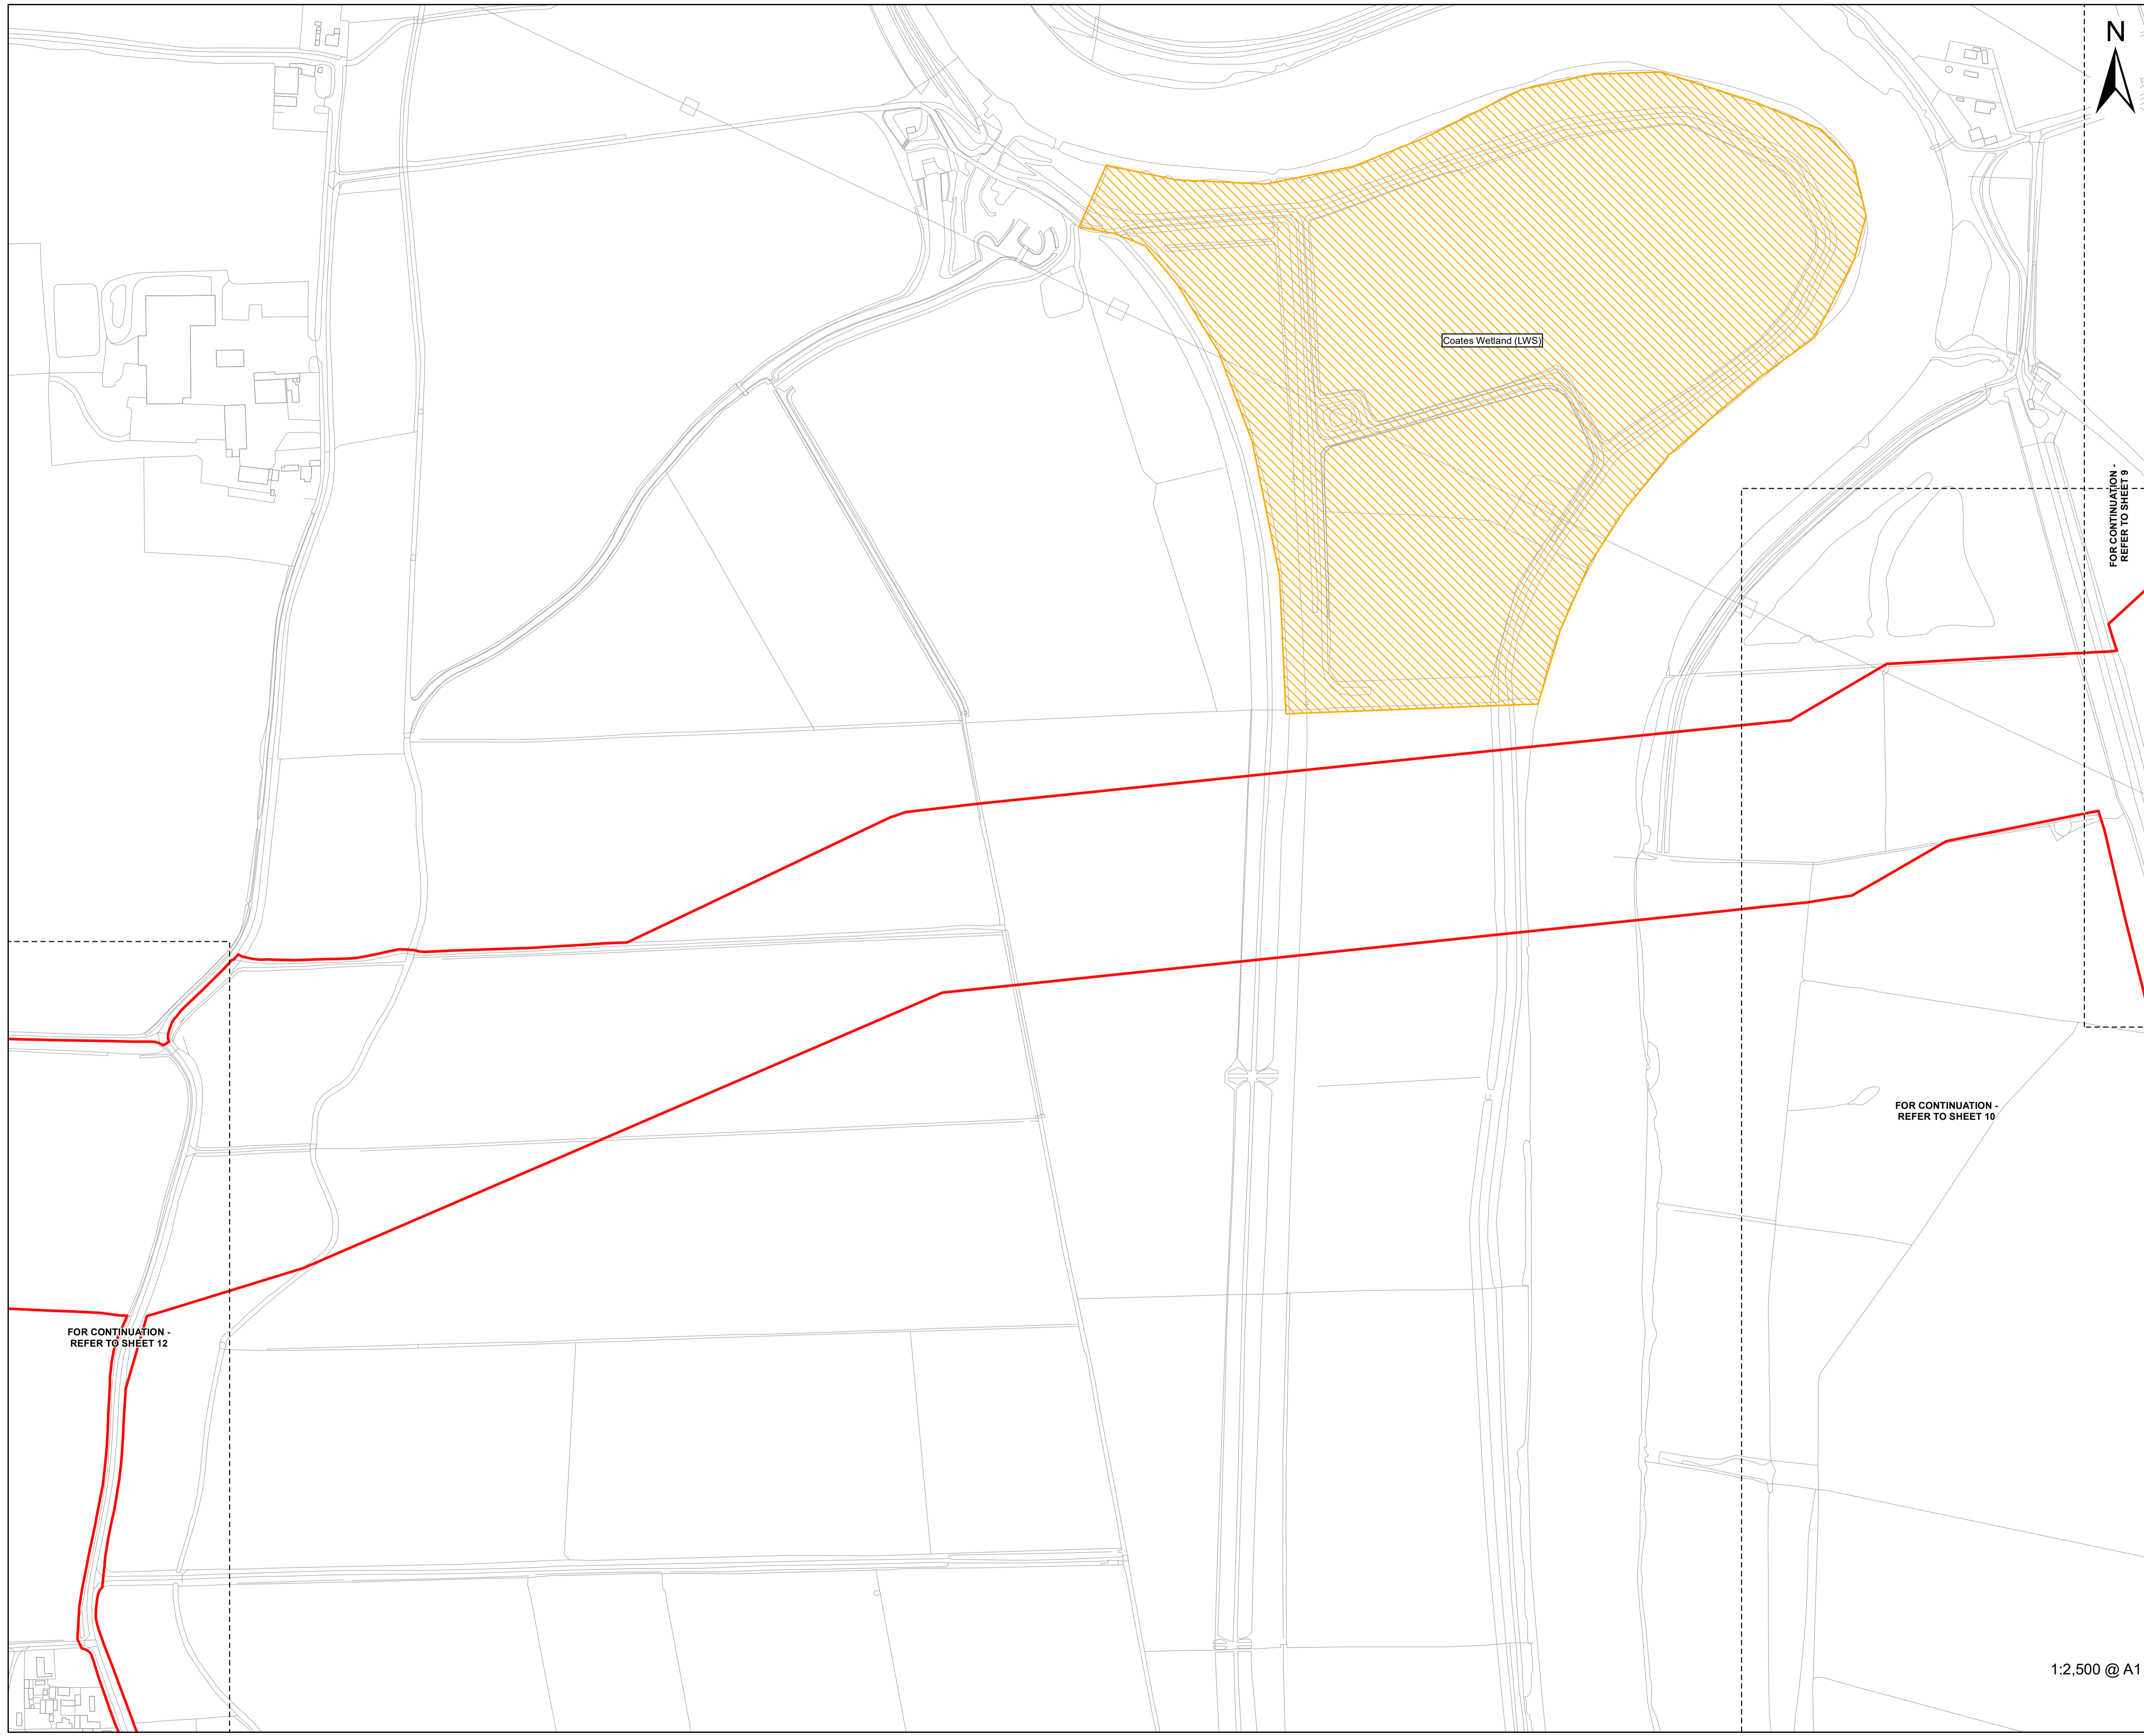 N
Coates Wetland (LWS)
FOR CONTINUATION -
REFER TO SHEET 9
FOR CONTINUATION -
REFER TO SHEET 10
FOR CONTINUATION -
REFER TO SHEET 12
1:2,500 @ A1